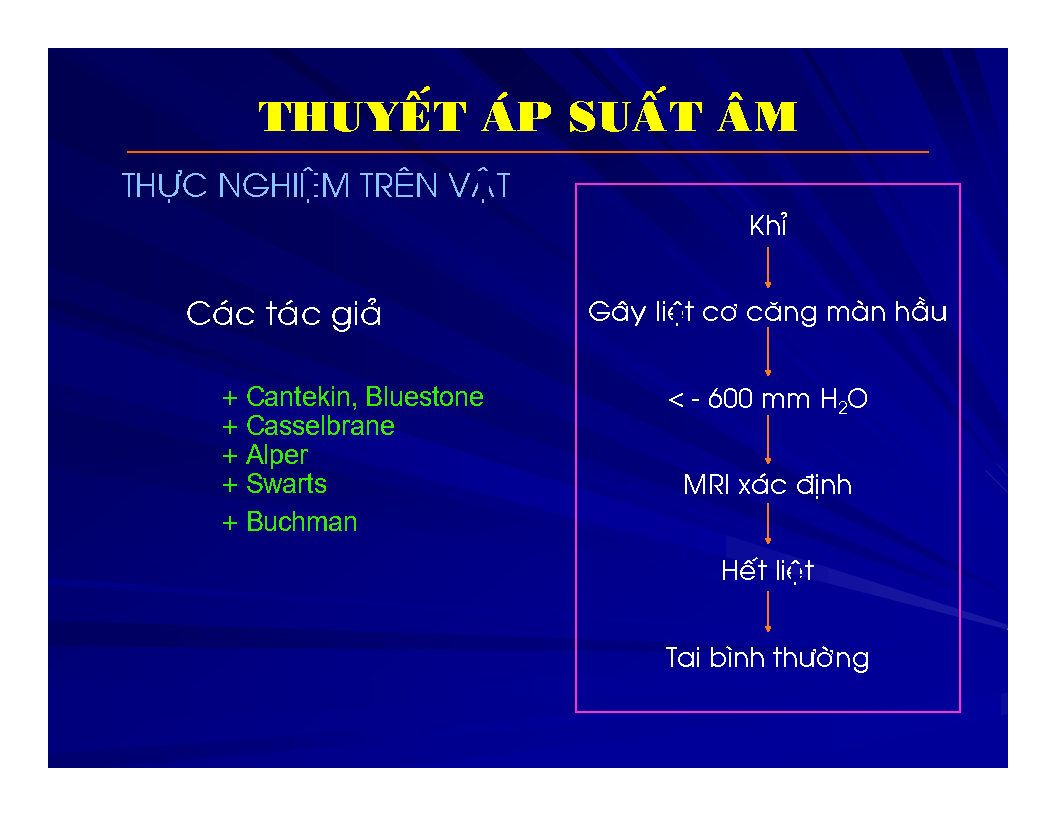 THUYẾT ÁP SUẤT ÂM
THỰC NGHIỆM TRÊN VẬT
Các tác giả
+ Cantekin, Bluestone
+ Casselbrane
+ Alper
+ Swarts
+ Buchman
Khỉ
Gây liệt cơ căng màn hầu
< - 600 mm H₂O
MRI xác định
Hết liệt
Tai bình thường